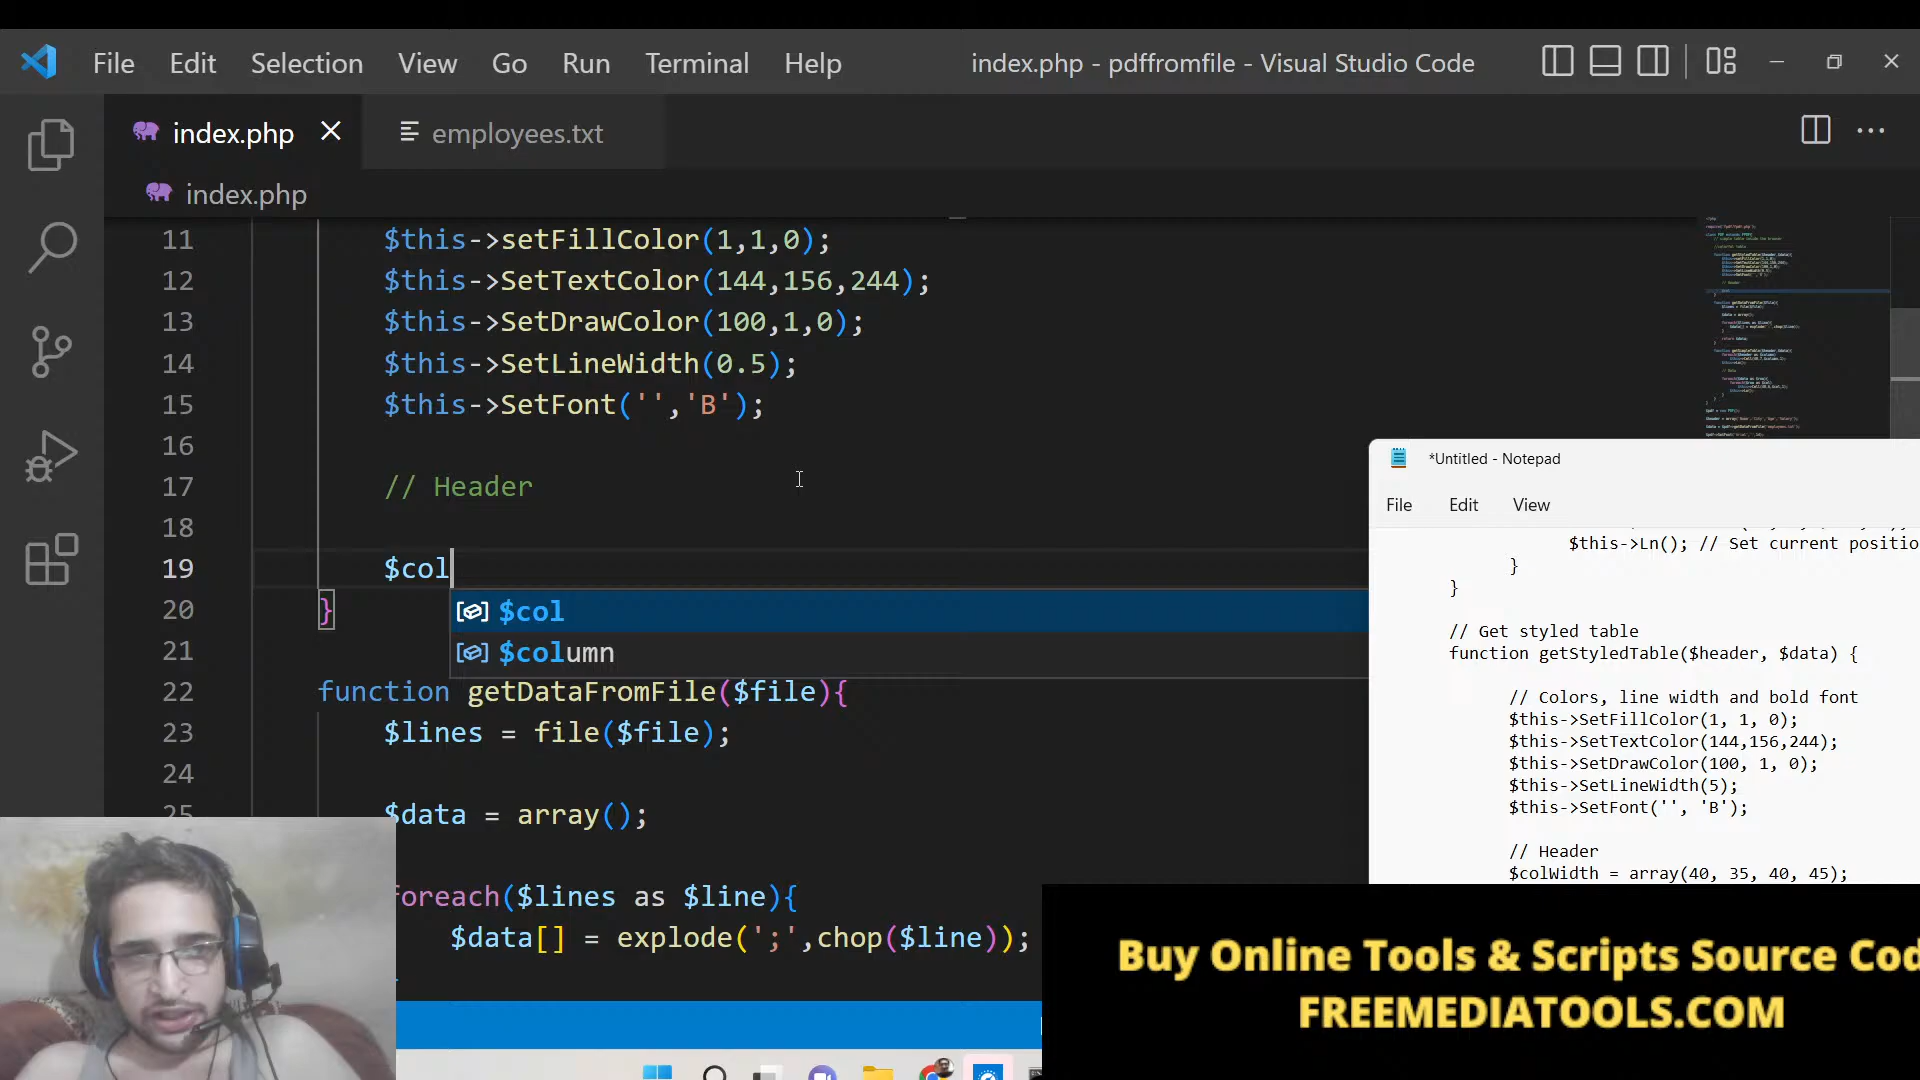 File Edit Selection View Go Run Terminal Help index.php - pdffromfile - Visual Studio Code
index.php employees.txt
index.php
11 $this->setFillColor(1,1,0);
12 $this->SetTextColor(144,156,244);
13 $this->SetDrawColor(100,1,0);
14 $this->SetLineWidth(0.5);
15 $this->SetFont('','B');
16
17 // Header
18
19 $col
20 }
$col
21
$column
22 function getDataFromFile($file){
23 $lines = file($file);
24
25 $data = array();
foreach($lines as $line){
$data[] = explode(';',chop($line));
*Untitled - Notepad
File Edit View
$this->Ln(); // Set current positio
}
}
// Get styled table
function getStyledTable($header, $data) {
// Colors, line width and bold font
$this->SetFillColor(1, 1, 0);
$this->SetTextColor(144,156,244);
$this->SetDrawColor(100, 1, 0);
$this->SetLineWidth(5);
$this->SetFont('', 'B');
// Header
$colWidth = array(40, 35, 40, 45);
Buy Online Tools & Scripts Source Cod
FREEMEDIATOOLS.COM